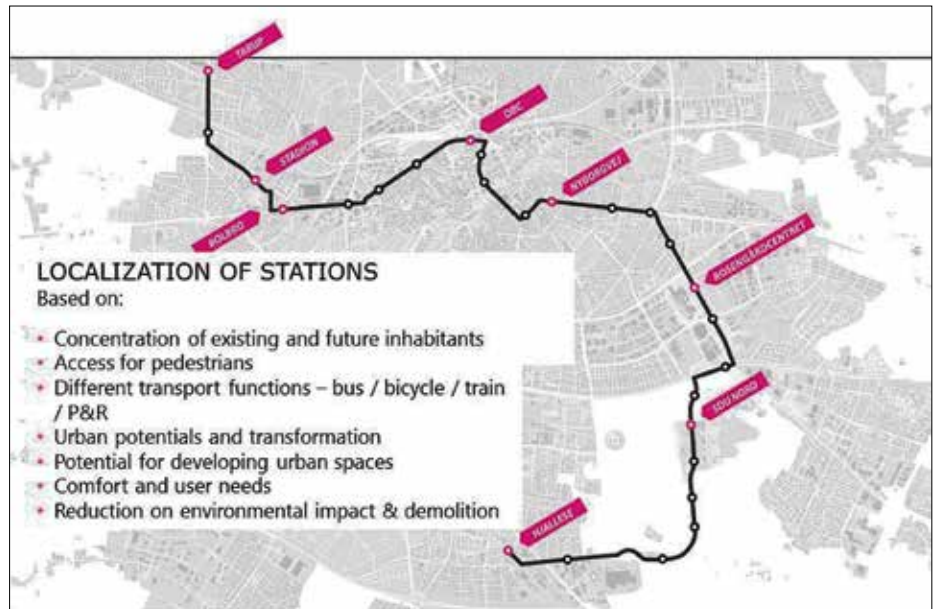 TARUP
STADION
OBC
BOLBRO
NYBORGVEJ
ROSENGÅRDCENTRET
LOCALIZATION OF STATIONS
Based on:
Concentration of existing and future inhabitants
Access for pedestrians
Different transport functions – bus / bicycle / train
/ P&R
Urban potentials and transformation
Potential for developing urban spaces
Comfort and user needs
Reduction on environmental impact & demolition
SDU NORD
HJALLESE